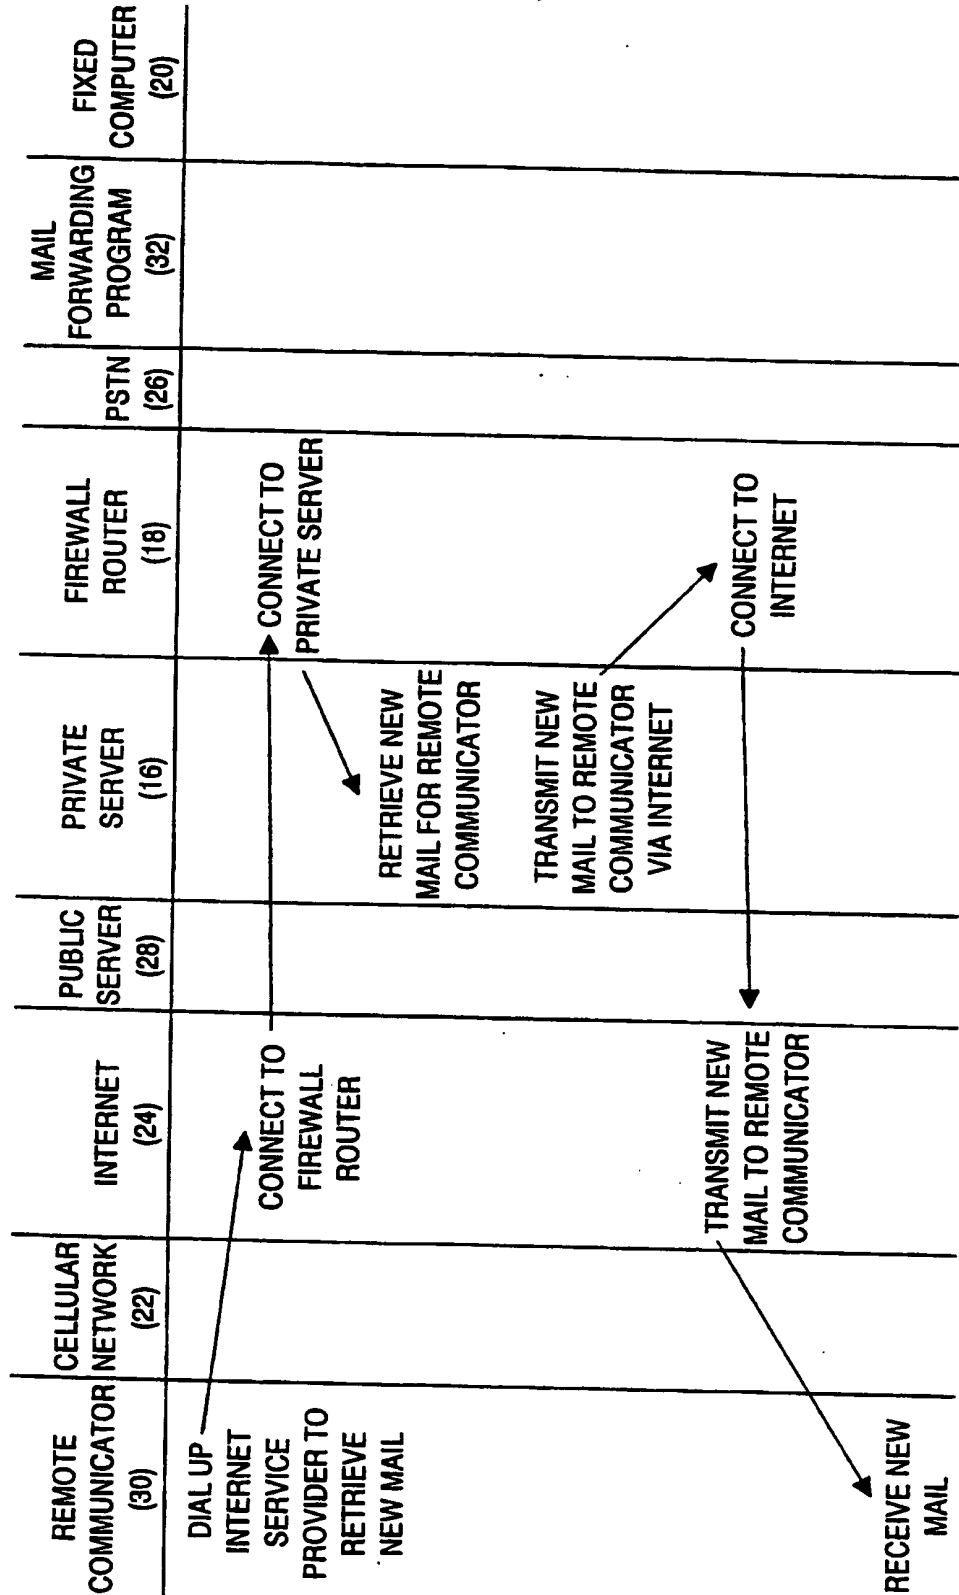 REMOTE
COMMUNICATOR
(30)
CELLULAR
NETWORK
(22)
INTERNET
(24)
PUBLIC
SERVER
(28)
PRIVATE
SERVER
(16)
FIREWALL
ROUTER
(18)
PSTN
(26)
MAIL
FORWARDING
PROGRAM
(32)
FIXED
COMPUTER
(20)
DIAL UP
INTERNET
SERVICE
PROVIDER TO
RETRIEVE
NEW MAIL
CONNECT TO
FIREWALL
ROUTER
CONNECT TO
PRIVATE SERVER
RETRIEVE NEW
MAIL FOR REMOTE
COMMUNICATOR
TRANSMIT NEW
MAIL TO REMOTE
COMMUNICATOR
VIA INTERNET
CONNECT TO
INTERNET
TRANSMIT NEW
MAIL TO REMOTE
COMMUNICATOR
RECEIVE NEW
MAIL